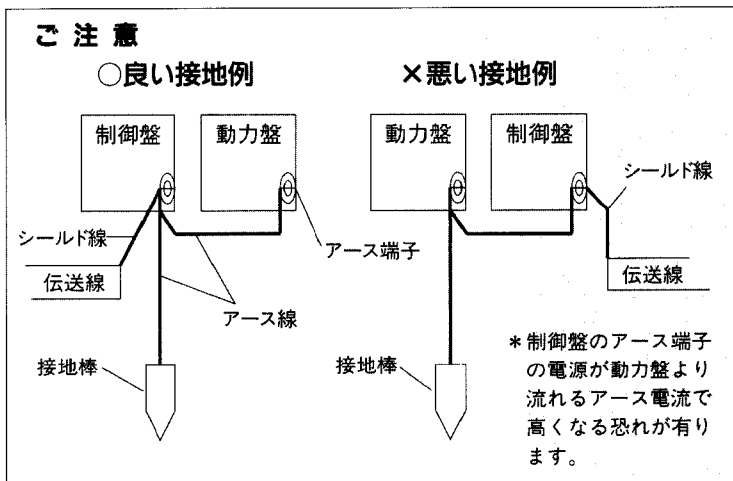 ご注意
○良い接地例
×悪い接地例
制御盤
動力盤
シールド線
伝送線
アース端子
アース線
接地棒
動力盤
制御盤
シールド線
伝送線
接地棒
*制御盤のアース端子
の電源が動力盤より
流れるアース電流で
高くなる恐れが有り
ます。